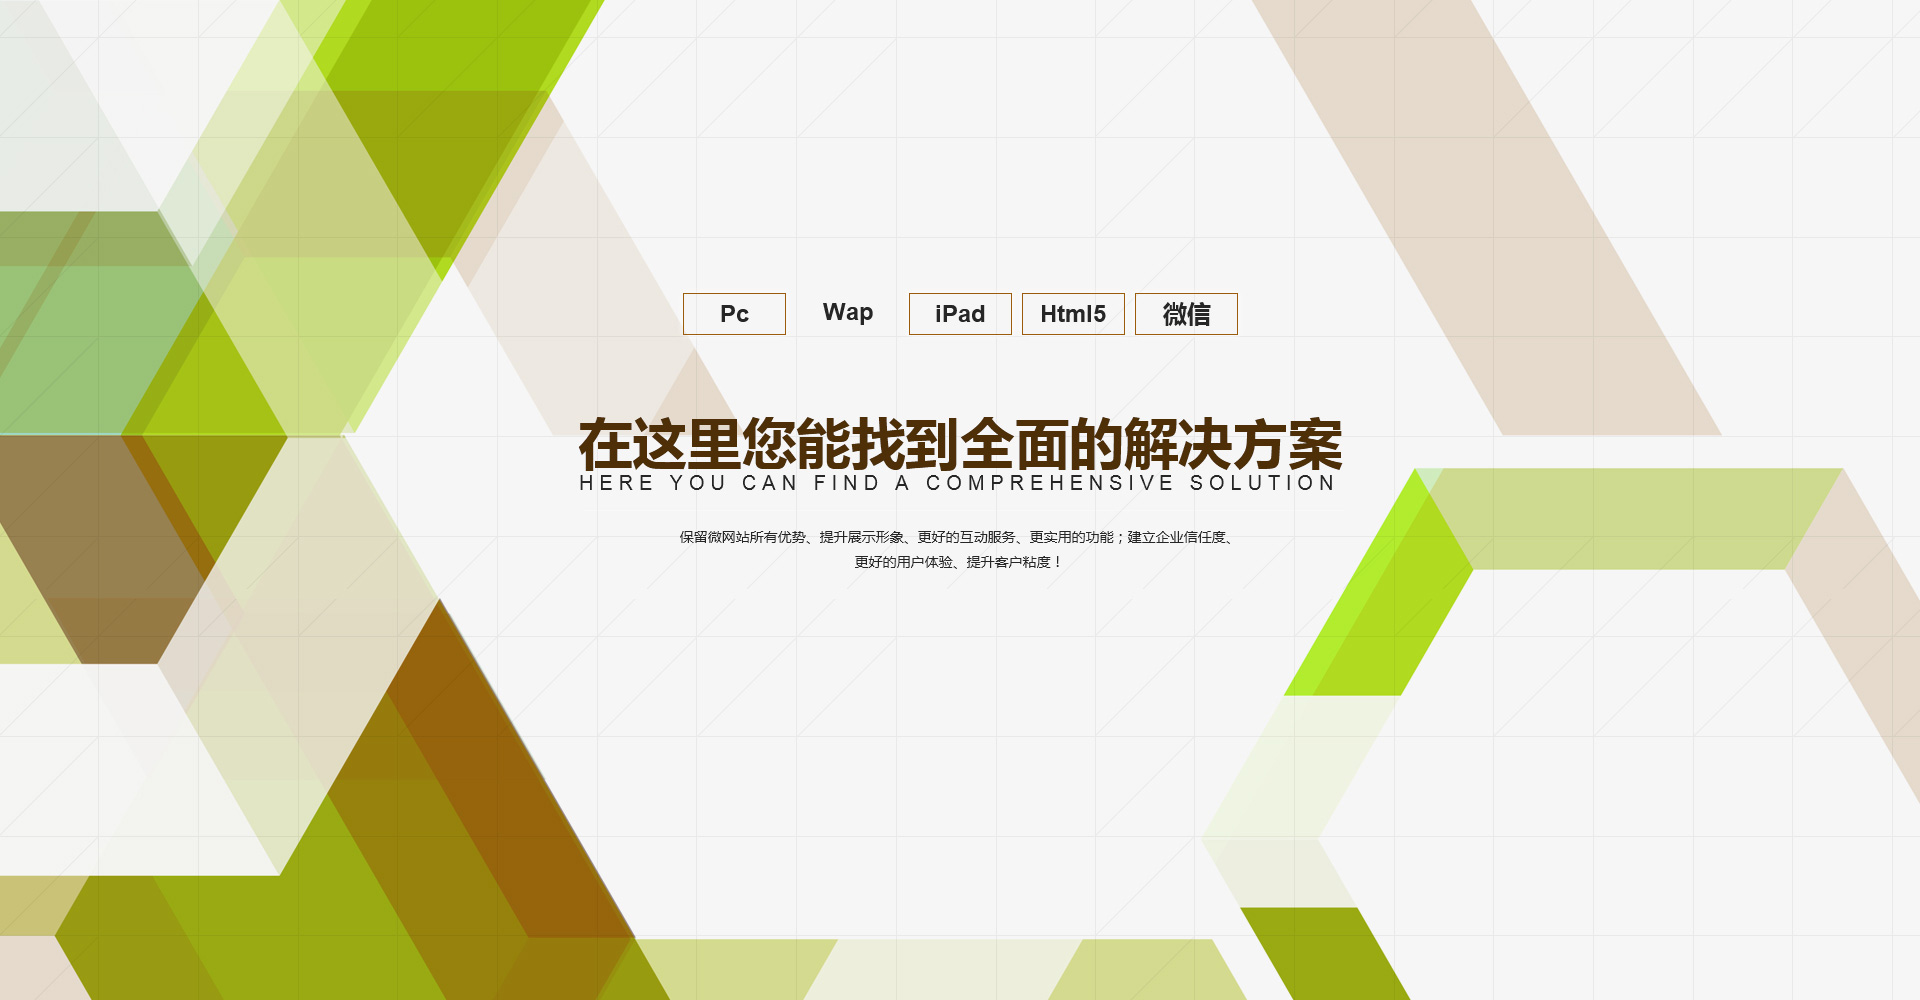 Pc Wap iPad Html5 微信
在这里您能找到全面的解决方案
HERE YOU CAN FIND A COMPREHENSIVE SOLUTION
保留微网站所有优势、提升展示形象、更好的互动服务、更实用的功能；建立企业信任度、
更好的用户体验、提升客户粘度！